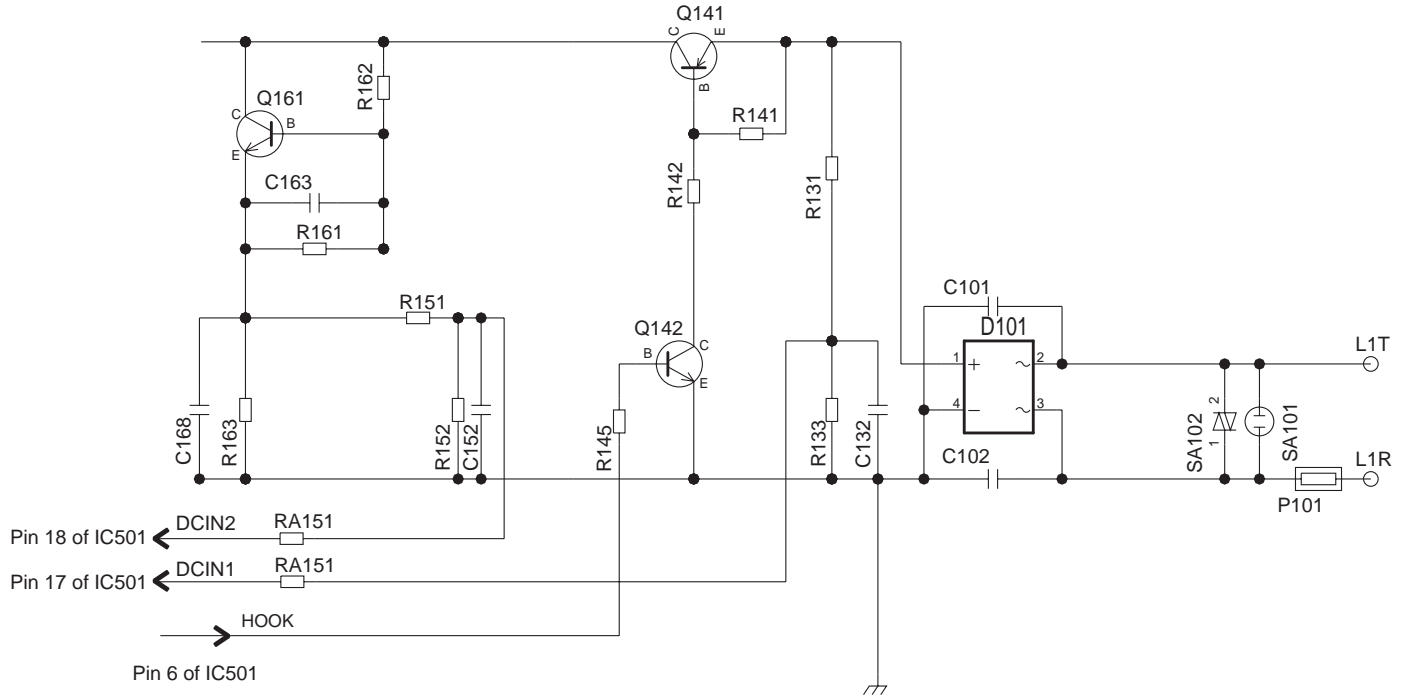 Q141
C
E
B
R162
Q161
C
B
E
R141
C163
R142
R131
R161
R151
C101
D101
Q142
B
C
E
1
+
~
2
4
−
~
3
L1T
C168
R163
R152
C152
R145
R133
C132
C102
SA102
2
1
SA101
L1R
P101
Pin 18 of IC501
DCIN2
RA151
Pin 17 of IC501
DCIN1
RA151
HOOK
Pin 6 of IC501